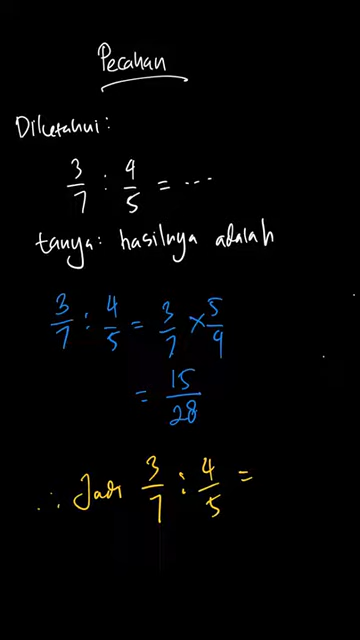 Pecahan
Diketahui:
3/7 : 4/5 = ...
tanya: hasilnya adalah
3/7 : 4/5 = 3/7 × 5/4
= 15/28
∴ Jadi 3/7 : 4/5 =